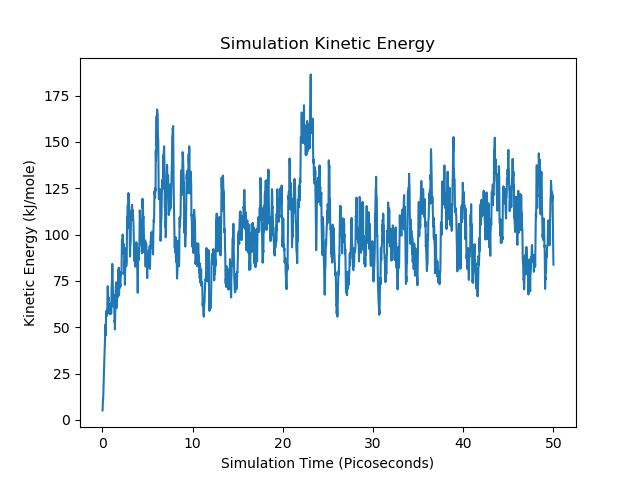 Simulation Kinetic Energy
Kinetic Energy (kJ/mole)
175
150
125
100
75
50
25
0
0 10 20 30 40 50
Simulation Time (Picoseconds)